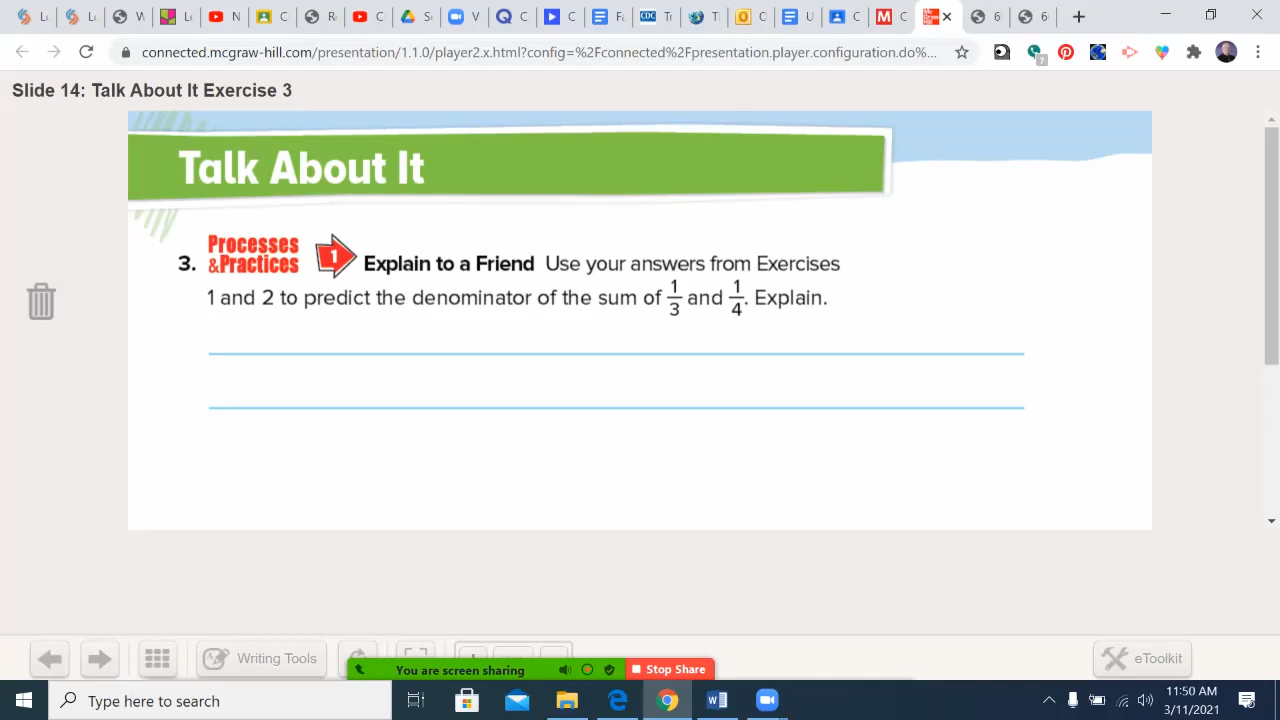 L
L
W
L
N
C
R
C
S
V
C
C
F
CDC
T
T
C
U
C
M
C
6
6
connected.mcgraw-hill.com/presentation/1.1.0/player2.x.html?config=%2Fconnected%2Fpresentation.player.configuration.do%...
?
Slide 14: Talk About It Exercise 3
Talk About It
Processes
&Practices
1
3. Explain to a Friend Use your answers from Exercises
1 and 2 to predict the denominator of the sum of 1/3 and 1/4. Explain.
Writing Tools
eToolkit
You are screen sharing
Stop Share
Type here to search
11:50 AM
3/11/2021